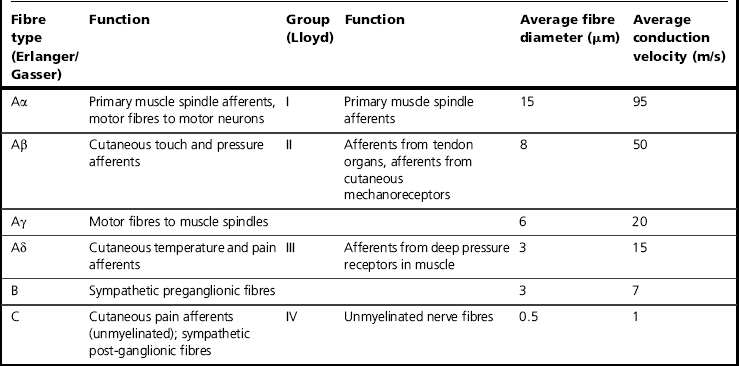 Fibre type (Erlanger/ Gasser) Function Group (Lloyd) Function Average fibre diameter (μm) Average conduction velocity (m/s)
Aα Primary muscle spindle afferents, motor fibres to motor neurons I Primary muscle spindle afferents 15 95
Aβ Cutaneous touch and pressure afferents II Afferents from tendon organs, afferents from cutaneous mechanoreceptors 8 50
Aγ Motor fibres to muscle spindles 6 20
Aδ Cutaneous temperature and pain afferents III Afferents from deep pressure receptors in muscle 3 15
B Sympathetic preganglionic fibres 3 7
C Cutaneous pain afferents (unmyelinated); sympathetic post-ganglionic fibres IV Unmyelinated nerve fibres 0.5 1